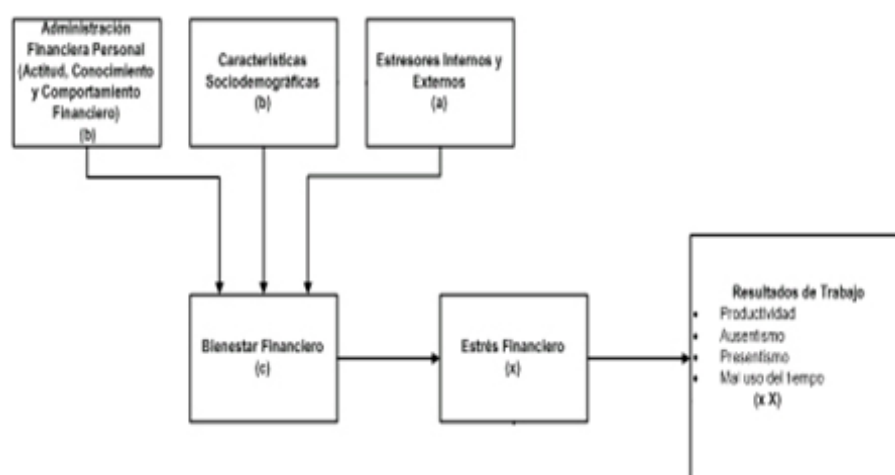 Administración
Financiera Personal
(Actitud, Conocimiento
y Comportamiento
Financiero)
(b)
Características
Sociodemográficas
(b)
Estresores Internos y
Externos
(a)
Bienestar Financiero
(c)
Estrés Financiero
(x)
Resultados de Trabajo
• Productividad
• Ausentismo
• Presentismo
• Mal uso del tiempo
(x X)